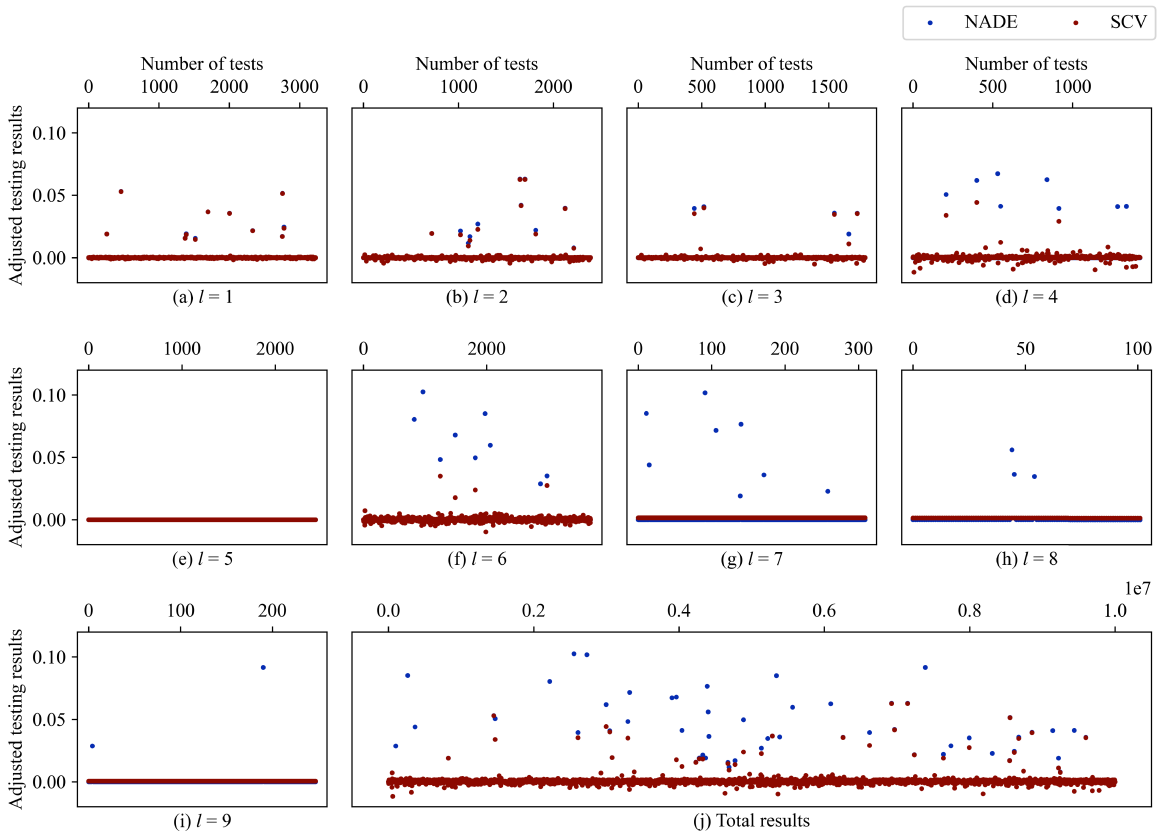 NADE SCV
Number of tests Number of tests Number of tests Number of tests
0 1000 2000 3000 0 1000 2000 0 500 1000 1500 0 500 1000
Adjusted testing results
0.10
0.05
0.00
(a) l = 1 (b) l = 2 (c) l = 3 (d) l = 4
0 1000 2000 0 2000 0 100 200 300 0 50 100
Adjusted testing results
0.10
0.05
0.00
(e) l = 5 (f) l = 6 (g) l = 7 (h) l = 8
1e7
0 100 200 0.0 0.2 0.4 0.6 0.8 1.0
Adjusted testing results
0.10
0.05
0.00
(i) l = 9 (j) Total results